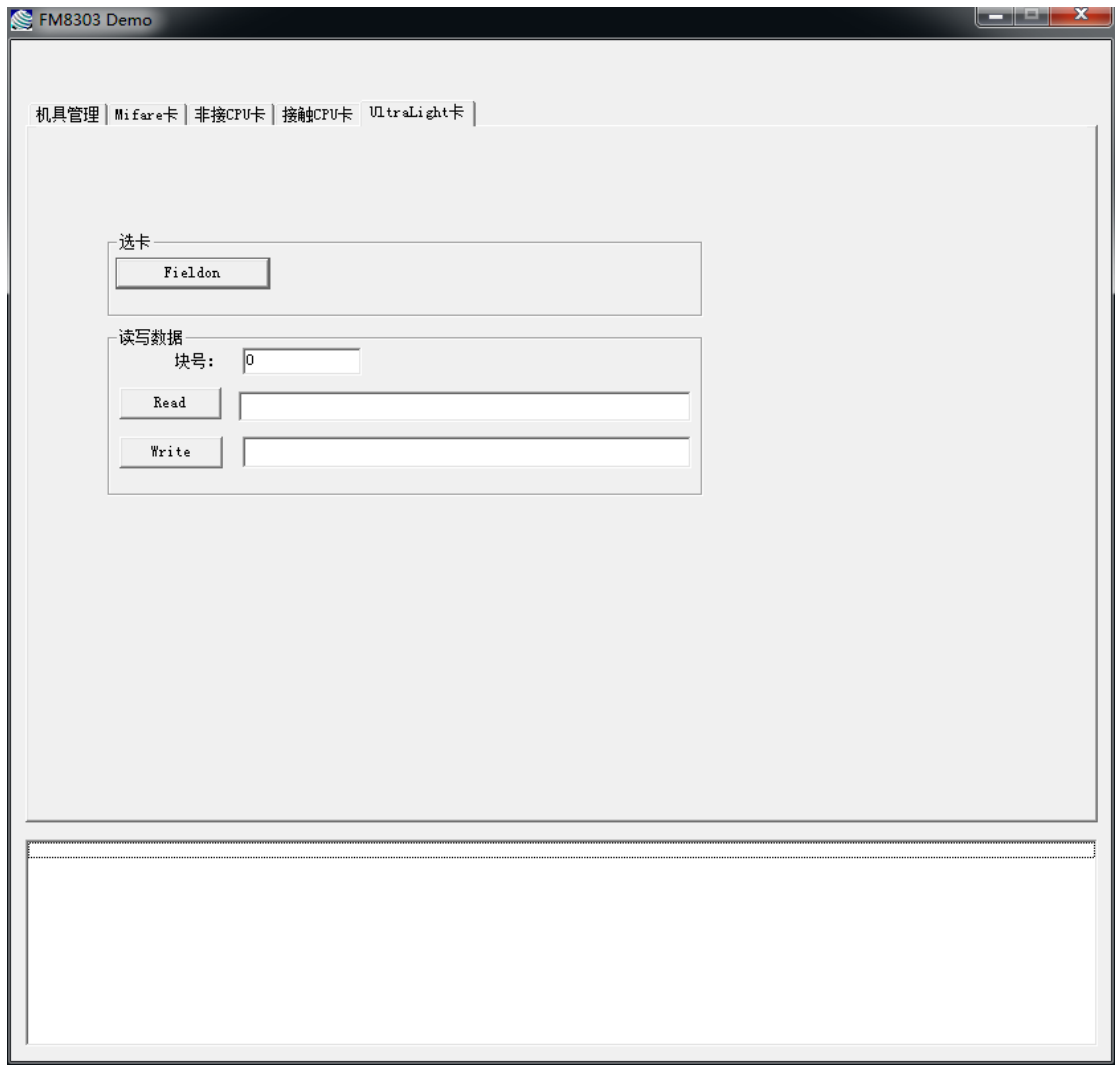 FM8303 Demo
机具管理 Mifare卡 非接CPU卡 接触CPU卡 UltraLight卡
选卡
Fieldon
读写数据
块号: 0
Read
Write